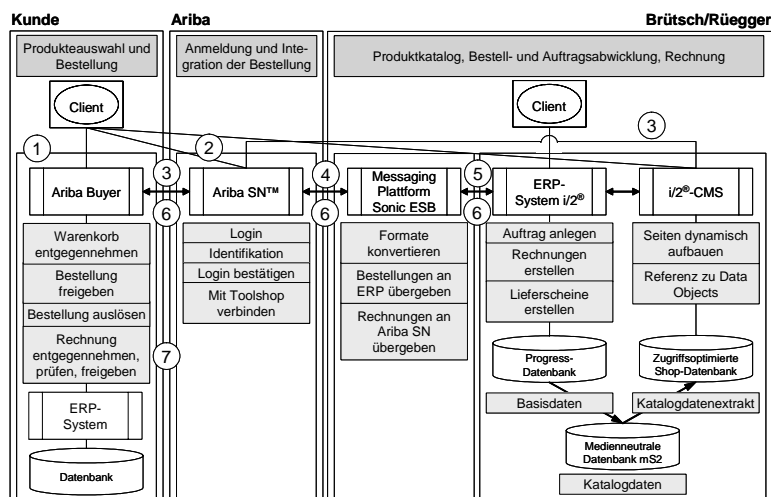 Kunde
Ariba
Brütsch/Rüegger
Produkteauswahl und
Bestellung
Anmeldung und Inte-
gration der Bestellung
Produktkatalog, Bestell- und Auftragsabwicklung, Rechnung
Client
Client
1
2
3
3
4
5
6
6
6
7
Ariba Buyer
Ariba SN™
Messaging
Plattform
Sonic ESB
ERP-
System i/2®
i/2®-CMS
Warenkorb
entgegennehmen
Bestellung
freigeben
Bestellung auslösen
Rechnung
entgegennehmen,
prüfen, freigeben
ERP-
System
Datenbank
Login
Identifikation
Login bestätigen
Mit Toolshop
verbinden
Formate
konvertieren
Bestellungen an
ERP übergeben
Rechnungen an
Ariba SN
übergeben
Auftrag anlegen
Rechnungen
erstellen
Lieferscheine
erstellen
Progress-
Datenbank
Basisdaten
Seiten dynamisch
aufbauen
Referenz zu Data
Objects
Zugriffsoptimierte
Shop-Datenbank
Katalogdatenextrakt
Medienneutrale
Datenbank mS2
Katalogdaten